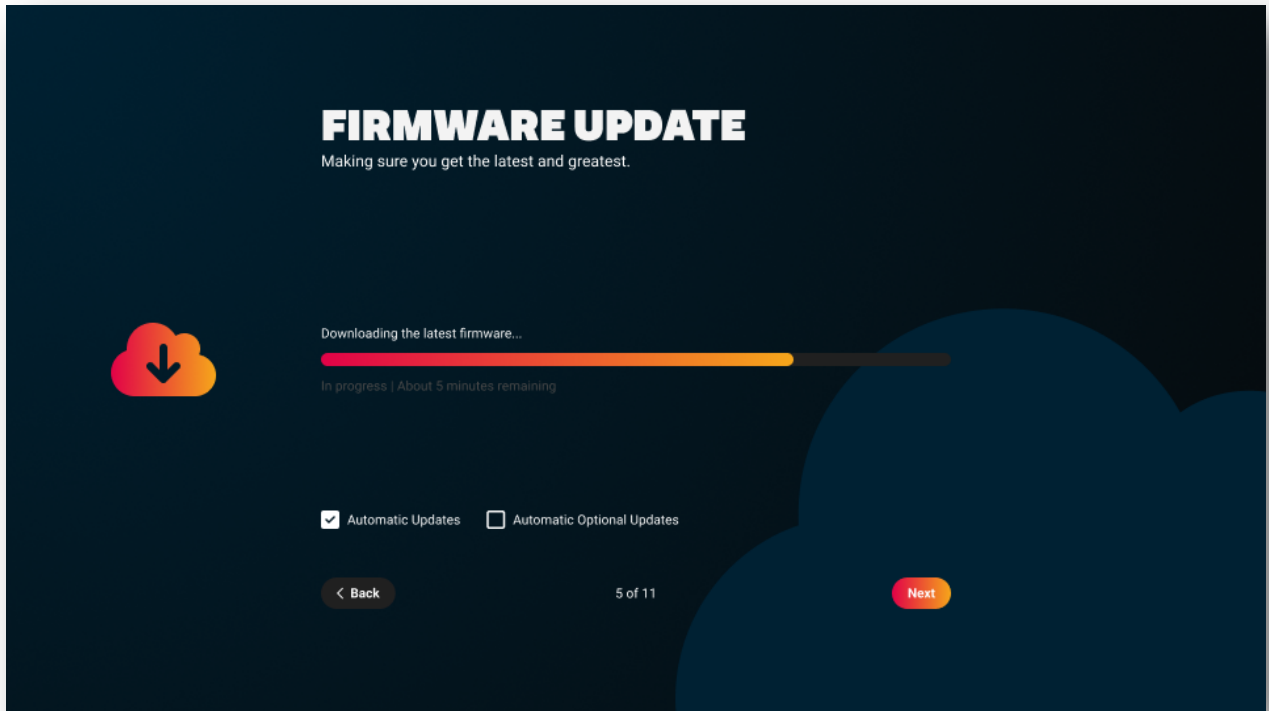 FIRMWARE UPDATE
Making sure you get the latest and greatest.
Downloading the latest firmware...
In progress | About 5 minutes remaining
Automatic Updates
Automatic Optional Updates
Back
5 of 11
Next